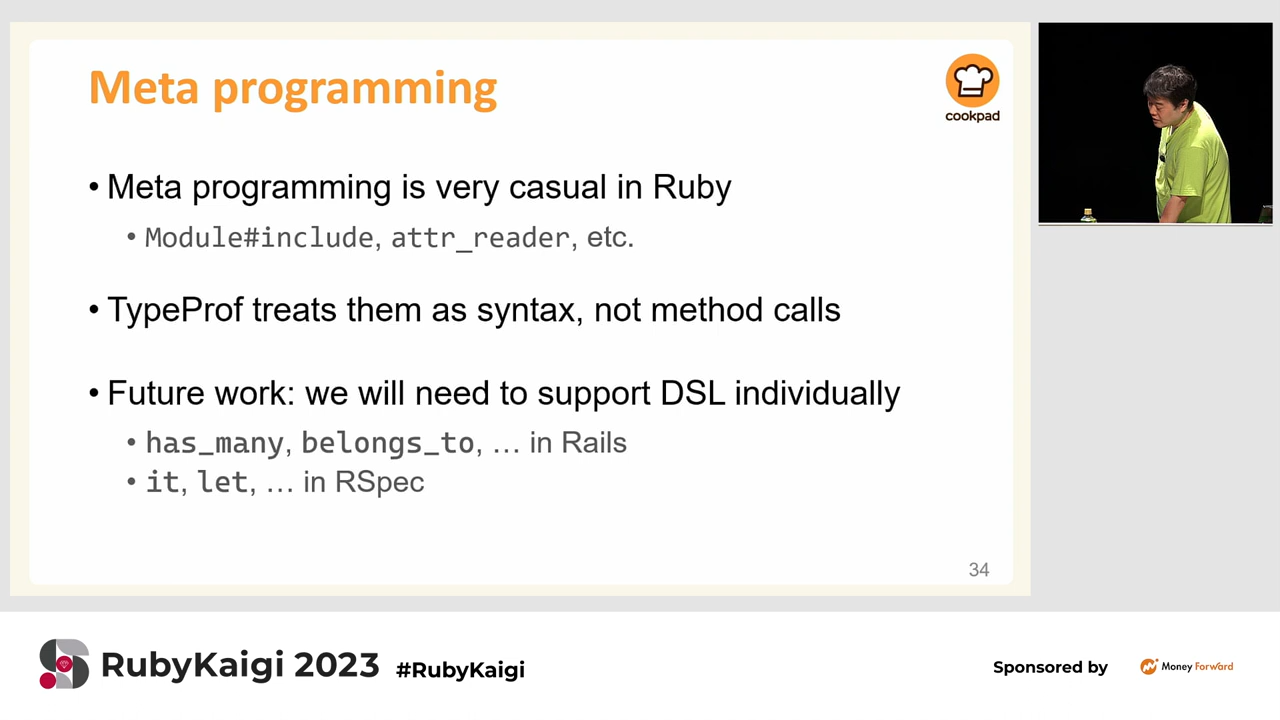 Meta programming
cookpad
• Meta programming is very casual in Ruby
• Module#include, attr_reader, etc.
• TypeProf treats them as syntax, not method calls
• Future work: we will need to support DSL individually
• has_many, belongs_to, … in Rails
• it, let, … in RSpec
34
RubyKaigi 2023 #RubyKaigi
Sponsored by Money Forward